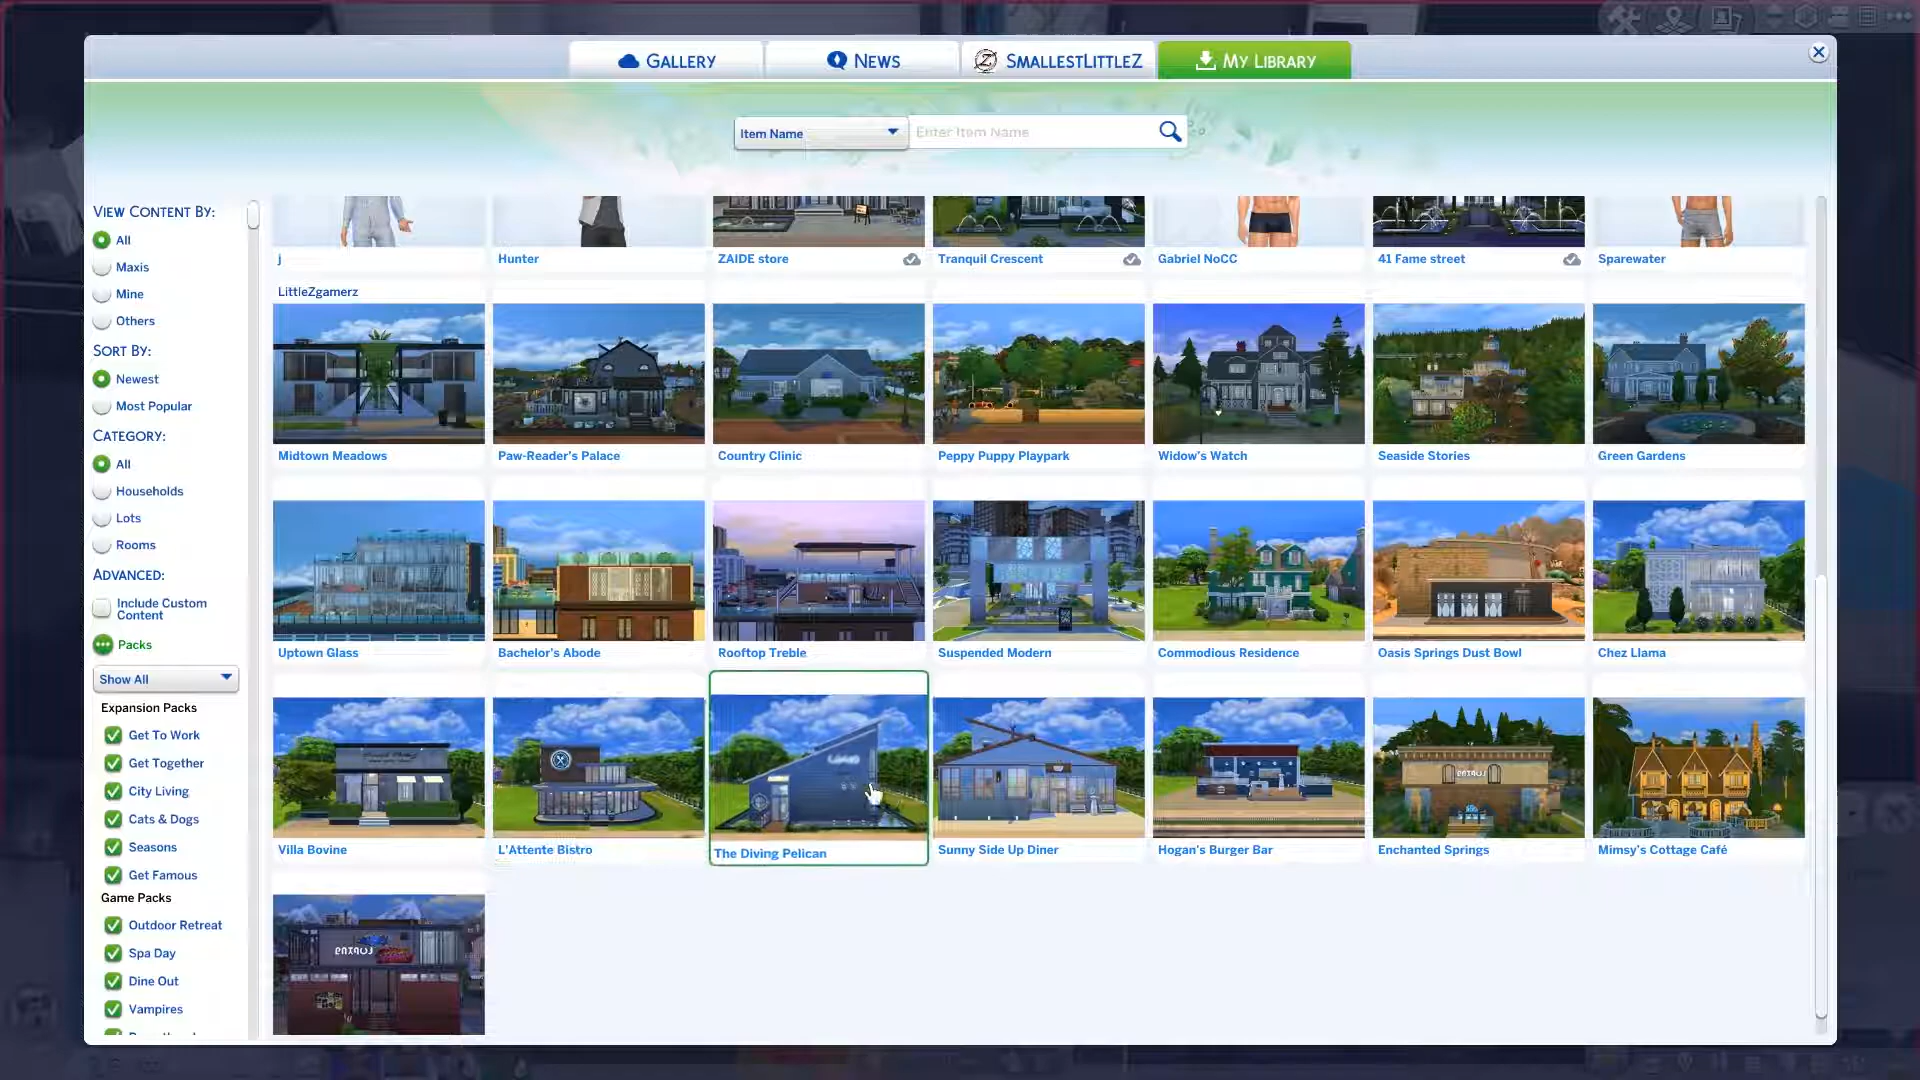 GALLERY
NEWS
SMALLESTLITTLEZ
MY LIBRARY
Item Name
Enter Item Name
VIEW CONTENT BY:
All
Maxis
Mine
Others
SORT BY:
Newest
Most Popular
CATEGORY:
All
Households
Lots
Rooms
ADVANCED:
Include Custom
Content
Packs
Show All
Expansion Packs
Get To Work
Get Together
City Living
Cats & Dogs
Seasons
Get Famous
Game Packs
Outdoor Retreat
Spa Day
Dine Out
Vampires
j
Hunter
ZAIDE store
Tranquil Crescent
Gabriel NoCC
41 Fame street
Sparewater
LittleZgamerz
Midtown Meadows
Paw-Reader's Palace
Country Clinic
Peppy Puppy Playpark
Widow's Watch
Seaside Stories
Green Gardens
Uptown Glass
Bachelor's Abode
Rooftop Treble
Suspended Modern
Commodious Residence
Oasis Springs Dust Bowl
Chez Llama
Villa Bovine
L'Attente Bistro
The Diving Pelican
Sunny Side Up Diner
Hogan's Burger Bar
Enchanted Springs
Mimsy's Cottage Café